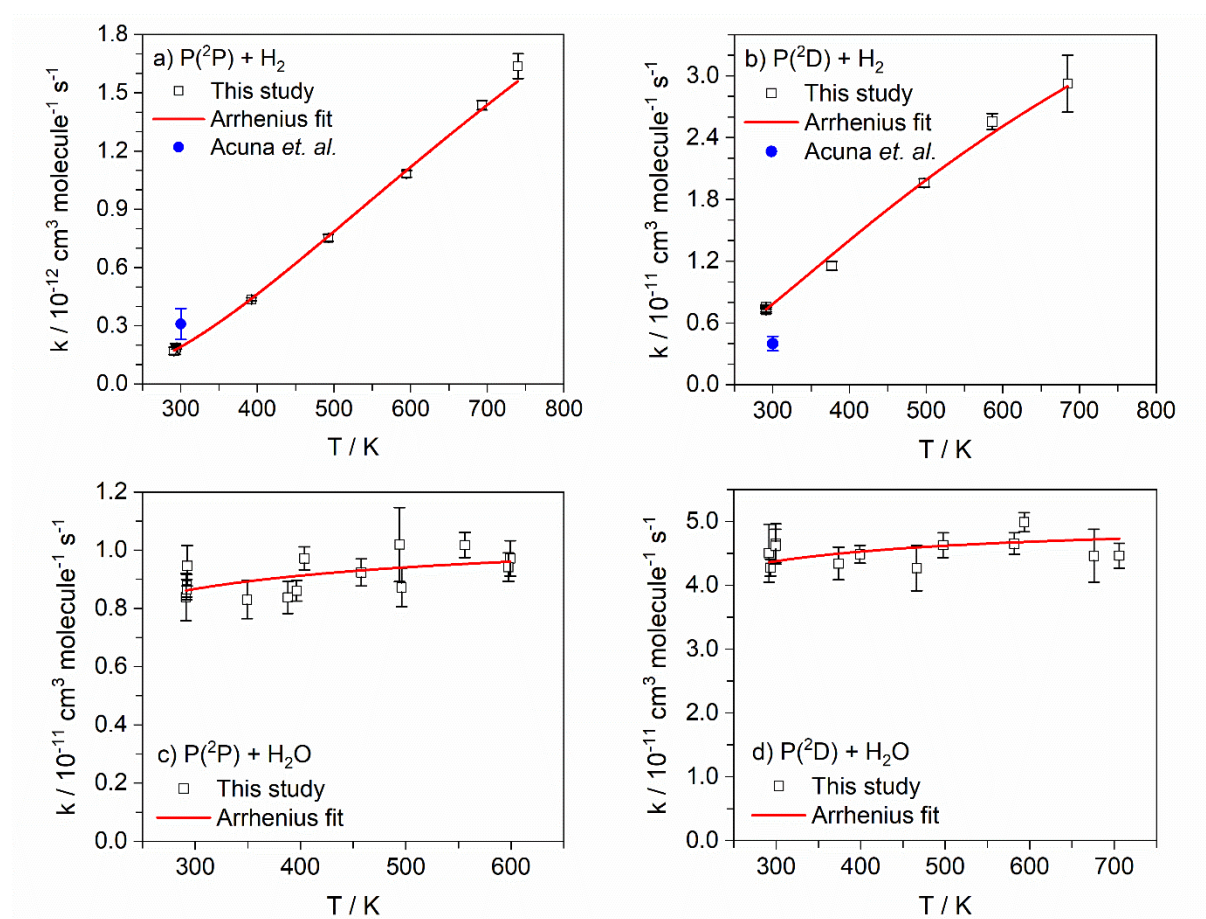 a) P(²P) + H₂
This study
Arrhenius fit
Acuna et. al.
k / 10⁻¹² cm³ molecule⁻¹ s⁻¹
1.8
1.5
1.2
0.9
0.6
0.3
0.0
300 400 500 600 700 800
T / K
b) P(²D) + H₂
This study
Arrhenius fit
Acuna et. al.
k / 10⁻¹¹ cm³ molecule⁻¹ s⁻¹
3.0
2.4
1.8
1.2
0.6
0.0
300 400 500 600 700 800
T / K
k / 10⁻¹¹ cm³ molecule⁻¹ s⁻¹
1.2
1.0
0.8
0.6
0.4
0.2
0.0
c) P(²P) + H₂O
This study
Arrhenius fit
300 400 500 600
T / K
k / 10⁻¹¹ cm³ molecule⁻¹ s⁻¹
5.0
4.0
3.0
2.0
1.0
0.0
d) P(²D) + H₂O
This study
Arrhenius fit
300 400 500 600 700
T / K